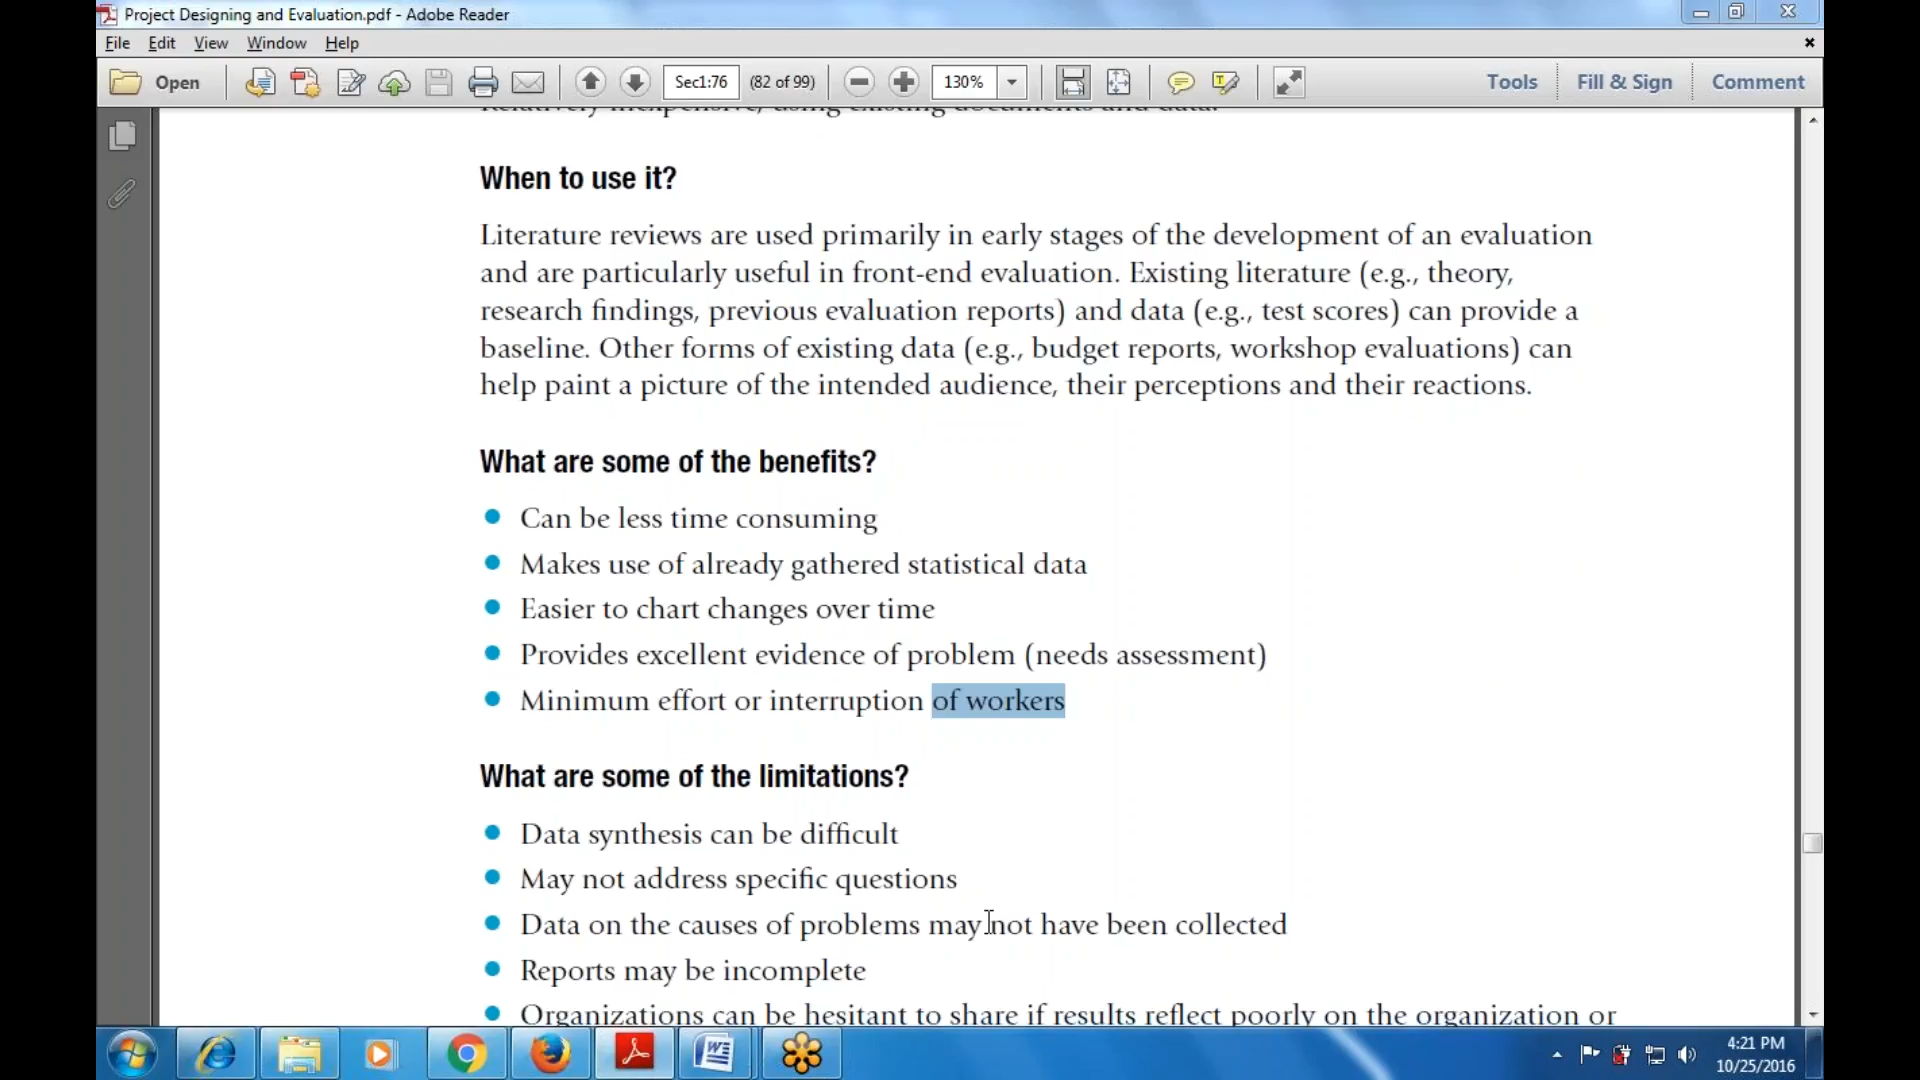 Project Designing and Evaluation.pdf - Adobe Reader
File Edit View Window Help
Open Sec1:76 (82 of 99) 130% Tools Fill & Sign Comment
Relatively inexpensive, using existing documents and data.
When to use it?
Literature reviews are used primarily in early stages of the development of an evaluation
and are particularly useful in front-end evaluation. Existing literature (e.g., theory,
research findings, previous evaluation reports) and data (e.g., test scores) can provide a
baseline. Other forms of existing data (e.g., budget reports, workshop evaluations) can
help paint a picture of the intended audience, their perceptions and their reactions.
What are some of the benefits?
Can be less time consuming
Makes use of already gathered statistical data
Easier to chart changes over time
Provides excellent evidence of problem (needs assessment)
Minimum effort or interruption of workers
What are some of the limitations?
Data synthesis can be difficult
May not address specific questions
Data on the causes of problems may not have been collected
Reports may be incomplete
Organizations can be hesitant to share if results reflect poorly on the organization or
4:21 PM
10/25/2016